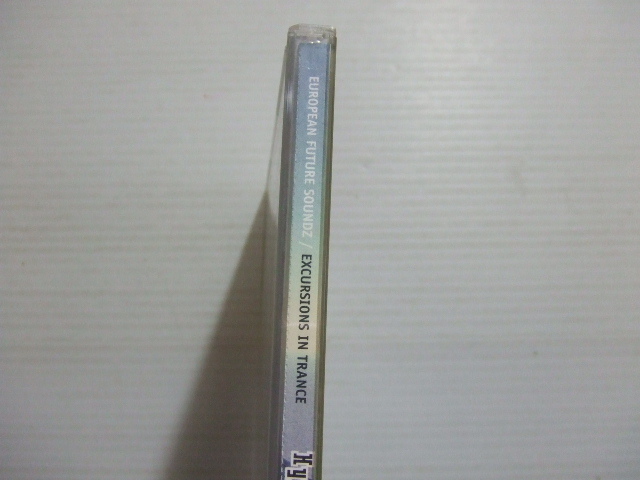 EUROPEAN FUTURE SOUNDZ / EXCURSIONS IN TRANCE